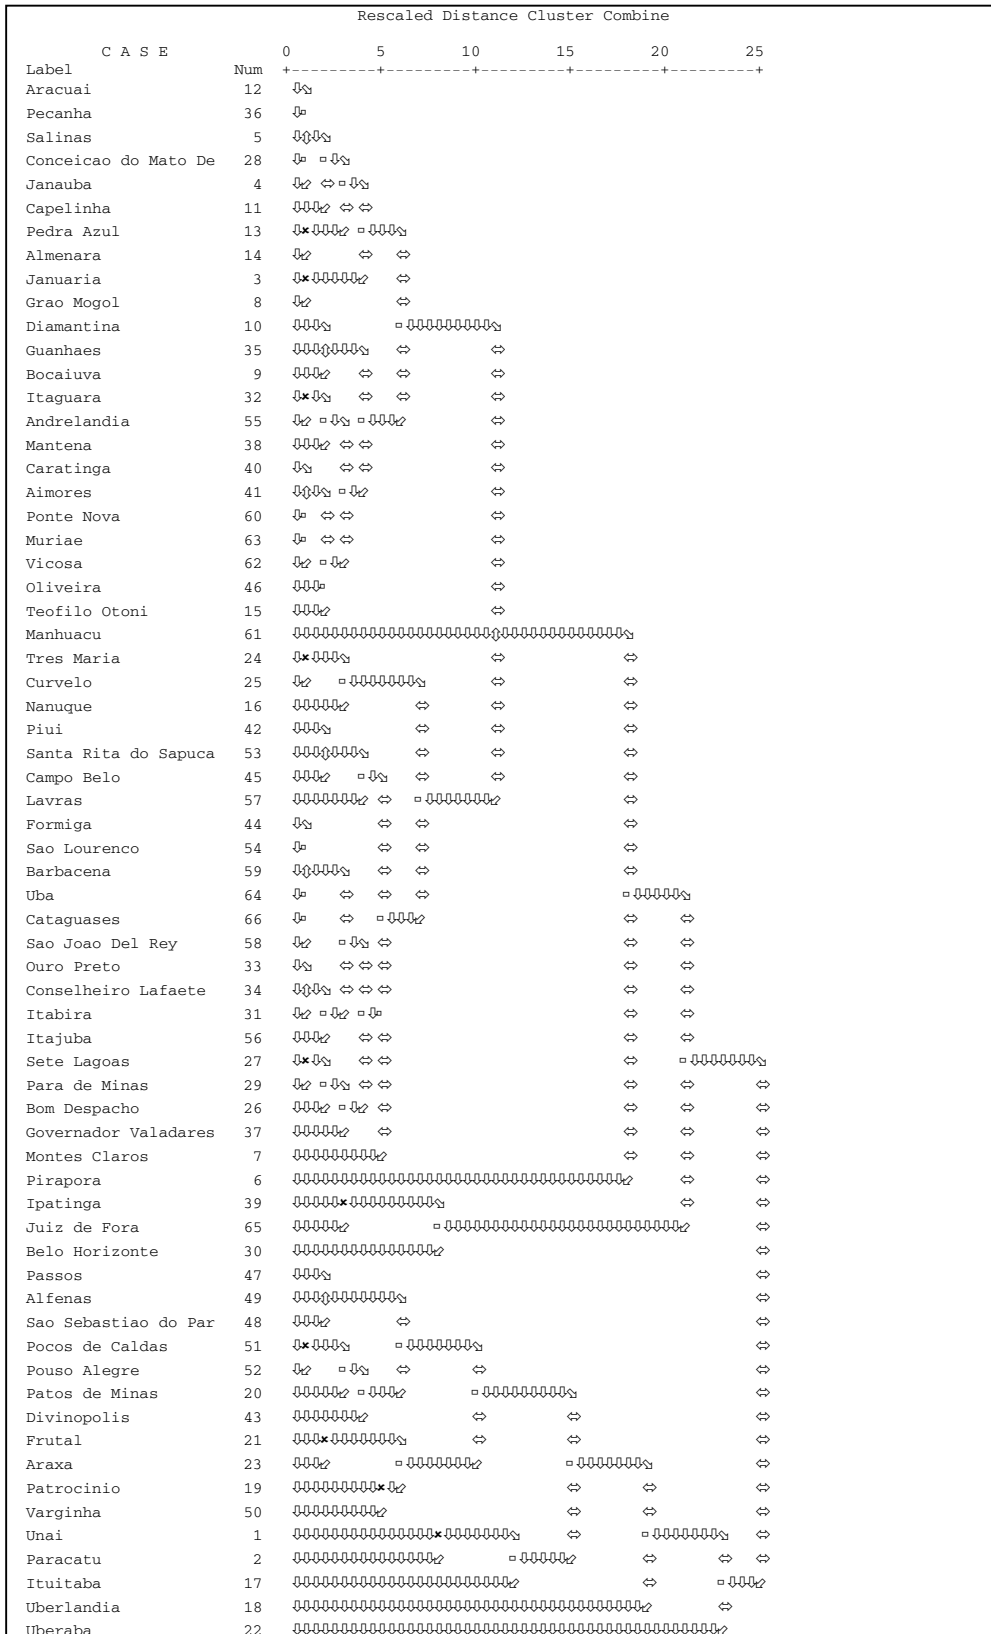 Rescaled Distance Cluster Combine
C A S E 0 5 10 15 20 25
Label Num +---------+---------+---------+---------+---------+
Aracuai 12
Pecanha 36
Salinas 5
Conceicao do Mato De 28
Janauba 4
Capelinha 11
Pedra Azul 13
Almenara 14
Januaria 3
Grao Mogol 8
Diamantina 10
Guanhaes 35
Bocaiuva 9
Itaguara 32
Andrelandia 55
Mantena 38
Caratinga 40
Aimores 41
Ponte Nova 60
Muriae 63
Vicosa 62
Oliveira 46
Teofilo Otoni 15
Manhuacu 61
Tres Maria 24
Curvelo 25
Nanuque 16
Piui 42
Santa Rita do Sapuca 53
Campo Belo 45
Lavras 57
Formiga 44
Sao Lourenco 54
Barbacena 59
Uba 64
Cataguases 66
Sao Joao Del Rey 58
Ouro Preto 33
Conselheiro Lafaete 34
Itabira 31
Itajuba 56
Sete Lagoas 27
Para de Minas 29
Bom Despacho 26
Governador Valadares 37
Montes Claros 7
Pirapora 6
Ipatinga 39
Juiz de Fora 65
Belo Horizonte 30
Passos 47
Alfenas 49
Sao Sebastiao do Par 48
Pocos de Caldas 51
Pouso Alegre 52
Patos de Minas 20
Divinopolis 43
Frutal 21
Araxa 23
Patrocinio 19
Varginha 50
Unai 1
Paracatu 2
Ituitaba 17
Uberlandia 18
Uberaba 22